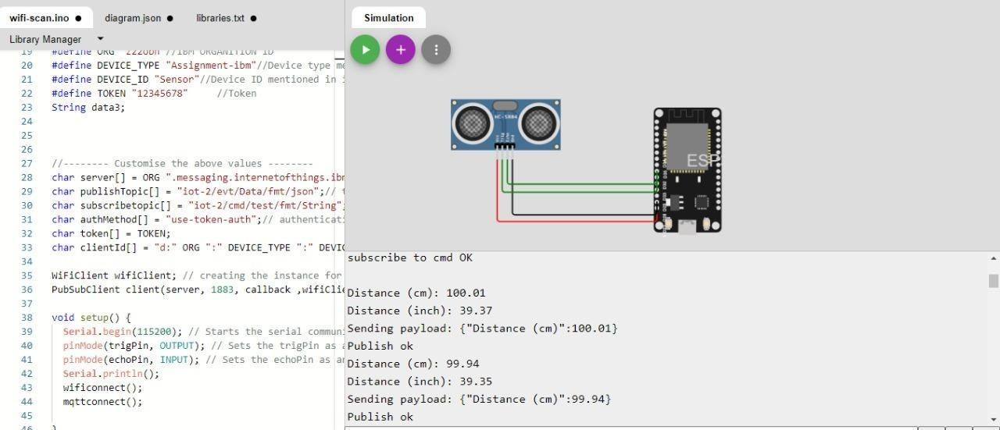 wifi-scan.ino ●
diagram.json ●
libraries.txt ●
Library Manager
19 #define ORG "z22obh"//IBM ORGANITION ID
20 #define DEVICE_TYPE "Assignment-ibm"//Device type me
21 #define DEVICE_ID "Sensor"//Device ID mentioned in i
22 #define TOKEN "12345678" //Token
23 String data3;
24
25
26
27 //-------- Customise the above values --------
28 char server[] = ORG ".messaging.internetofthings.ibm
29 char publishTopic[] = "iot-2/evt/Data/fmt/json";// t
30 char subscribetopic[] = "iot-2/cmd/test/fmt/String";
31 char authMethod[] = "use-token-auth";// authenticati
32 char token[] = TOKEN;
33 char clientId[] = "d:" ORG ":" DEVICE_TYPE ":" DEVIC
34
35 WiFiClient wifiClient; // creating the instance for
36 PubSubClient client(server, 1883, callback ,wifiClie
37
38 void setup() {
39 Serial.begin(115200); // Starts the serial communi
40 pinMode(trigPin, OUTPUT); // Sets the trigPin as a
41 pinMode(echoPin, INPUT); // Sets the echoPin as an
42 Serial.println();
43 wificonnect();
44 mqttconnect();
45
46 }
Simulation
HC-SR04
ESP
subscribe to cmd OK
Distance (cm): 100.01
Distance (inch): 39.37
Sending payload: {"Distance (cm)":100.01}
Publish ok
Distance (cm): 99.94
Distance (inch): 39.35
Sending payload: {"Distance (cm)":99.94}
Publish ok